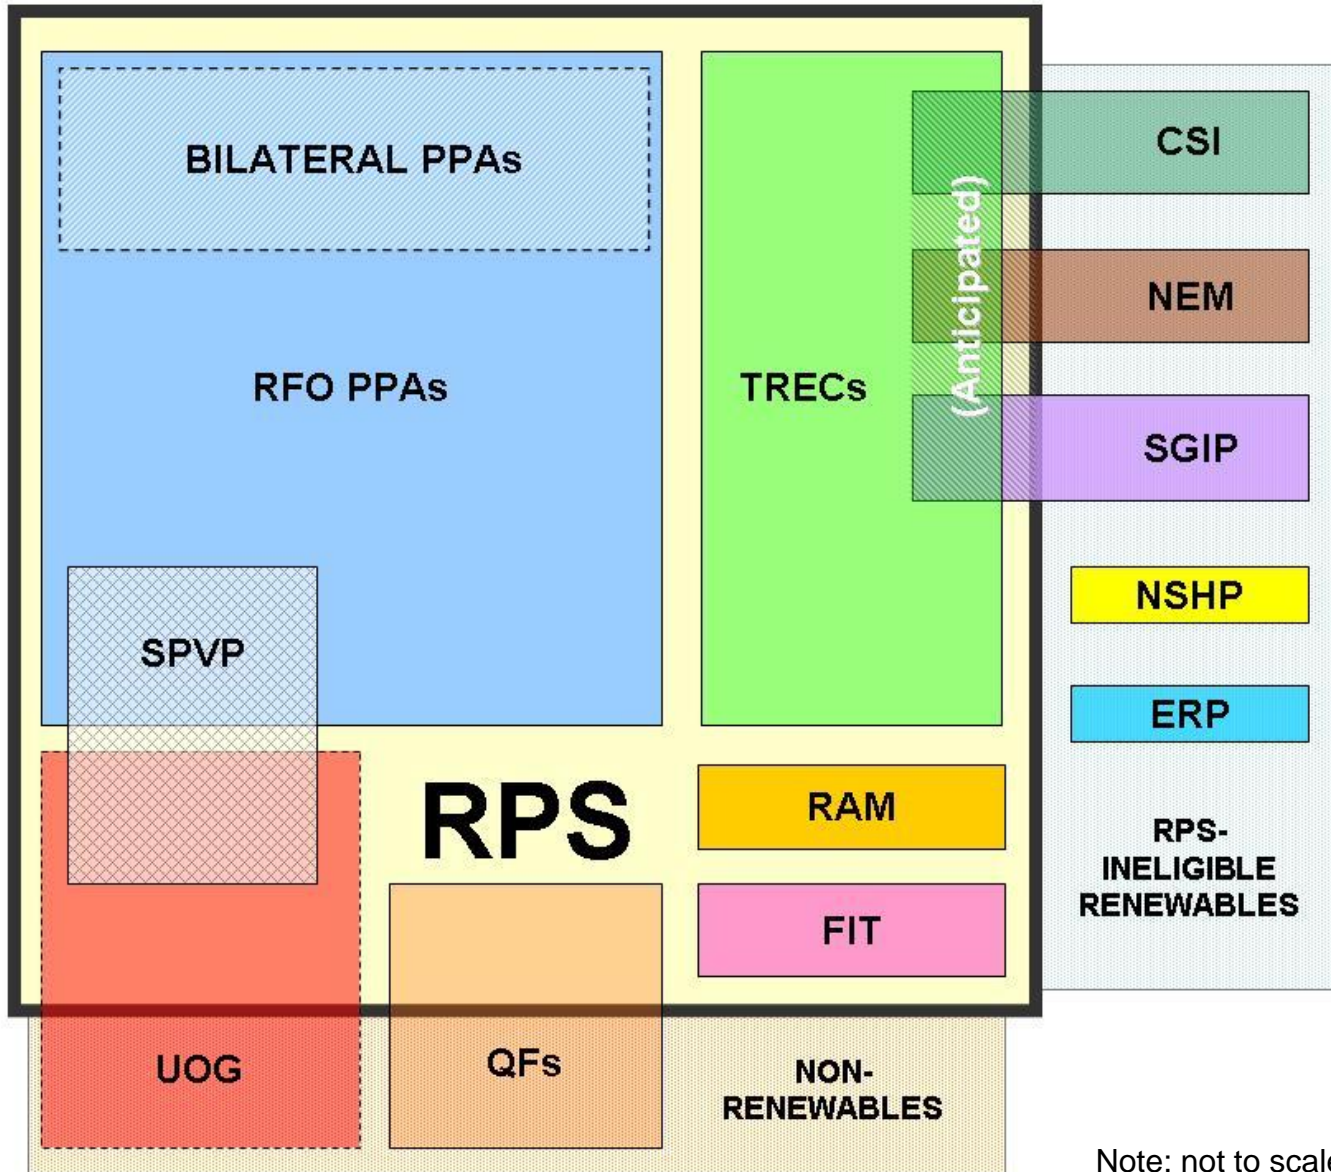 BILATERAL PPAs
RFO PPAs
TRECs
(Anticipated)
CSI
NEM
SGIP
NSHP
ERP
SPVP
RPS
RAM
FIT
RPS-
INELIGIBLE
RENEWABLES
UOG
QFs
NON-
RENEWABLES
Note: not to scale